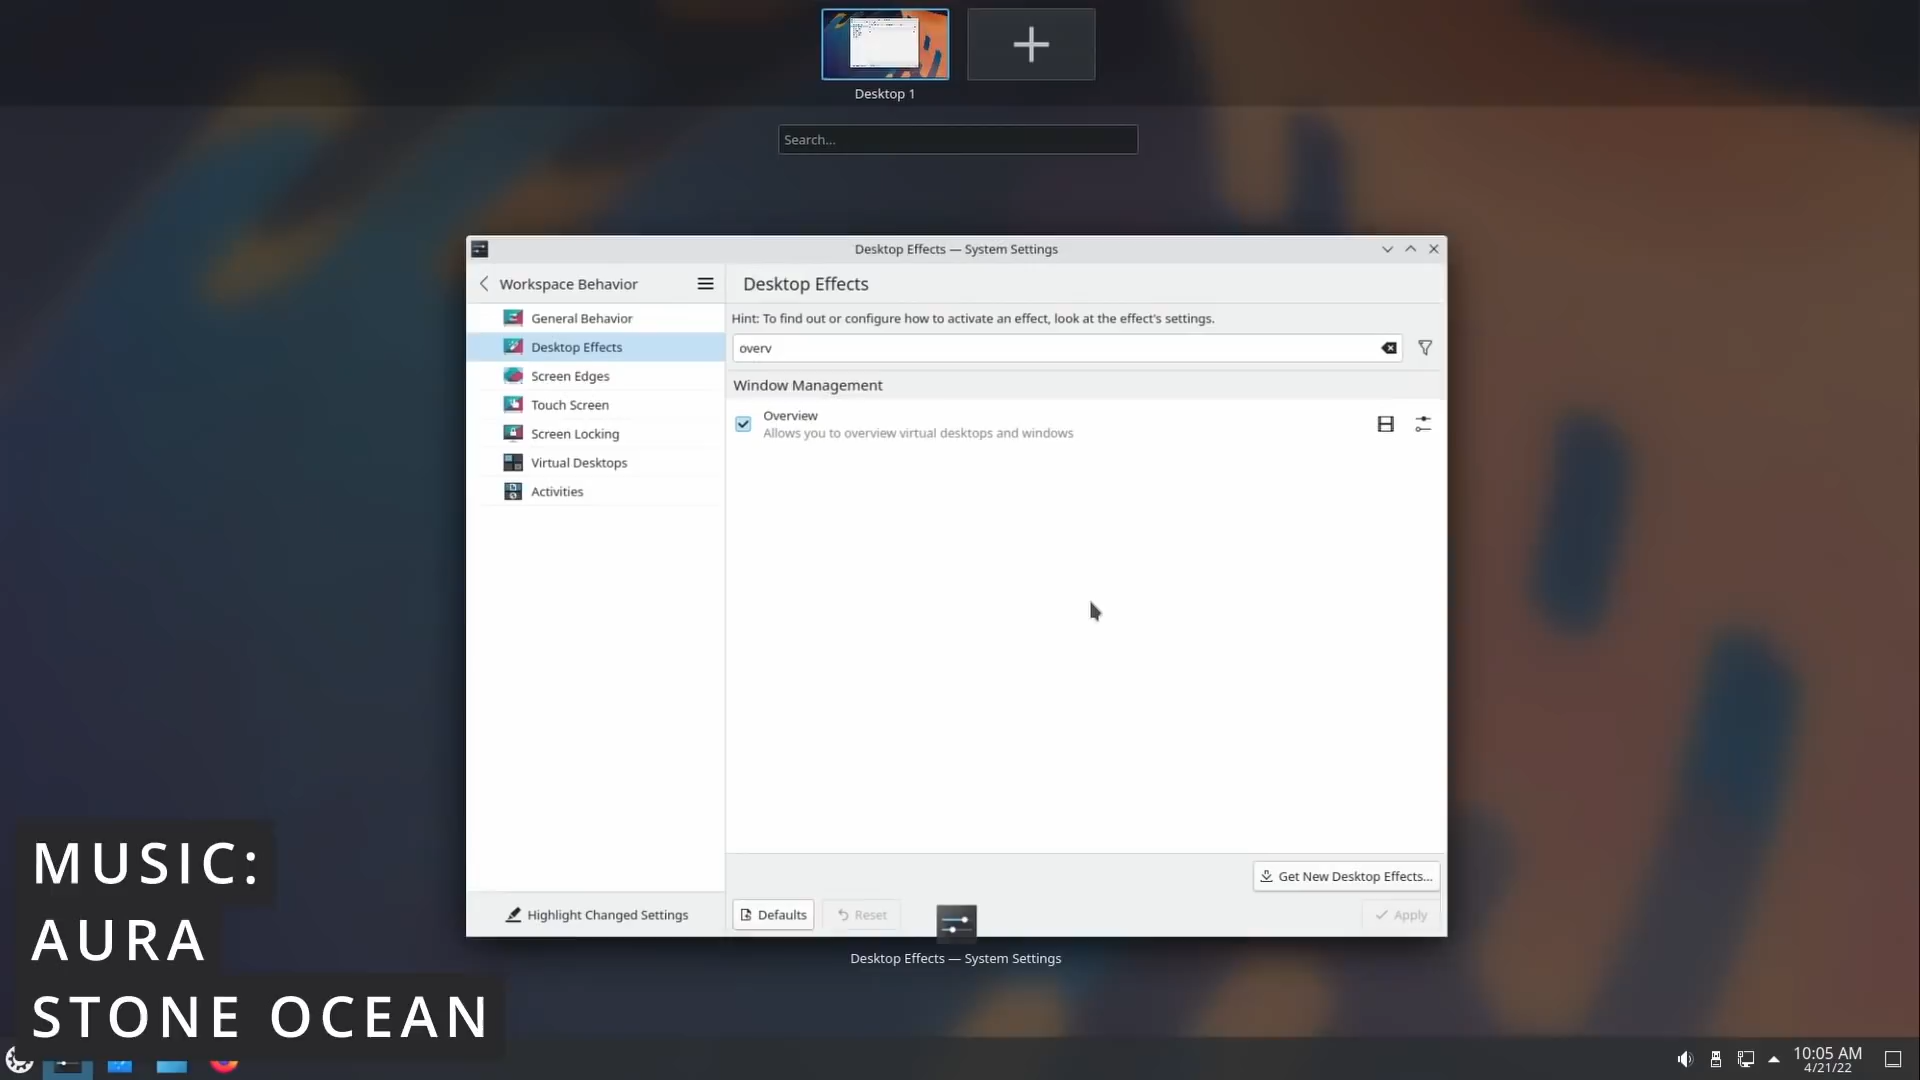 Desktop 1
Search...
Desktop Effects — System Settings
Workspace Behavior
Desktop Effects
General Behavior
Desktop Effects
Screen Edges
Touch Screen
Screen Locking
Virtual Desktops
Activities
Hint: To find out or configure how to activate an effect, look at the effect's settings.
overv
Window Management
Overview
Allows you to overview virtual desktops and windows
Get New Desktop Effects...
Highlight Changed Settings
Defaults
Reset
Apply
Desktop Effects — System Settings
MUSIC:
AURA
STONE OCEAN
10:05 AM
4/21/22